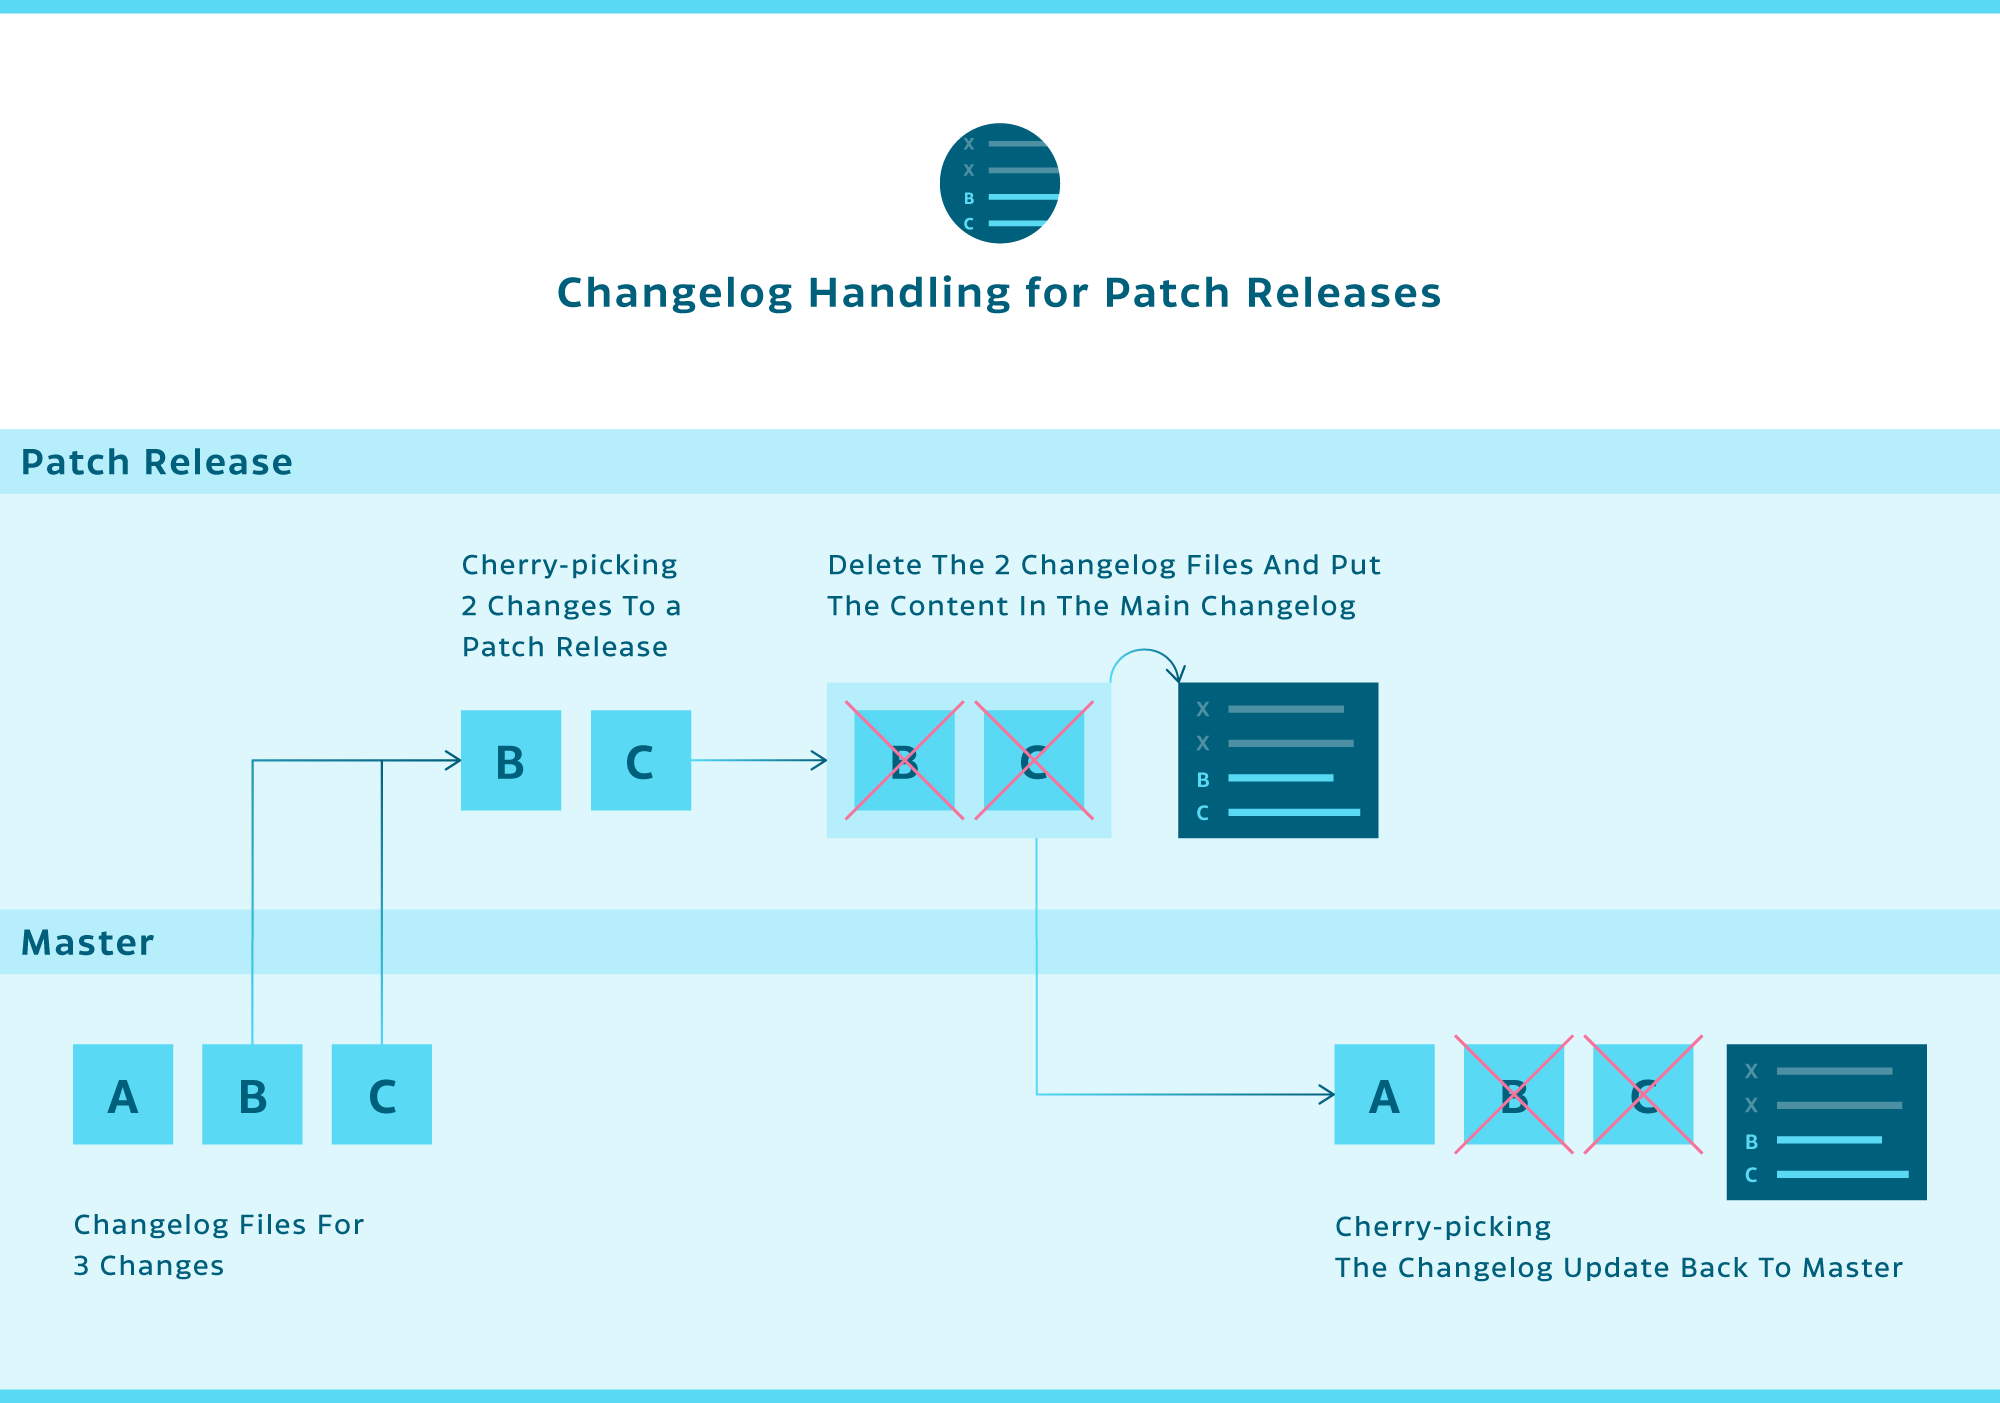 X
X
B
C
Changelog Handling for Patch Releases
Patch Release
Cherry-picking
2 Changes To a
Patch Release
Delete The 2 Changelog Files And Put
The Content In The Main Changelog
B C
B C
X
X
B
C
Master
A B C
Changelog Files For
3 Changes
A B C
X
X
B
C
Cherry-picking
The Changelog Update Back To Master